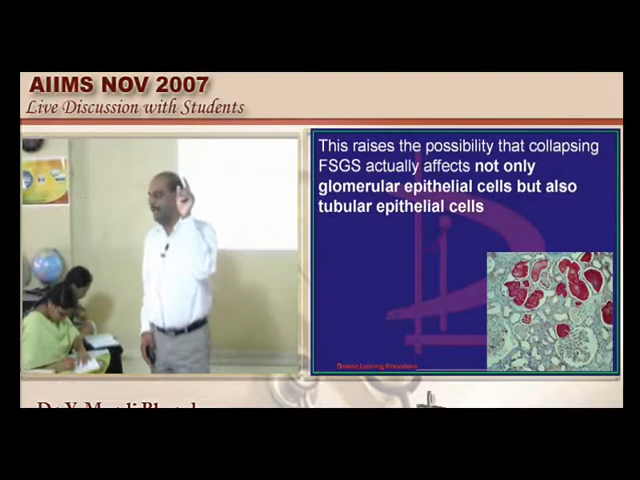 AIIMS NOV 2007
Live Discussion with Students
This raises the possibility that collapsing
FSGS actually affects not only
glomerular epithelial cells but also
tubular epithelial cells